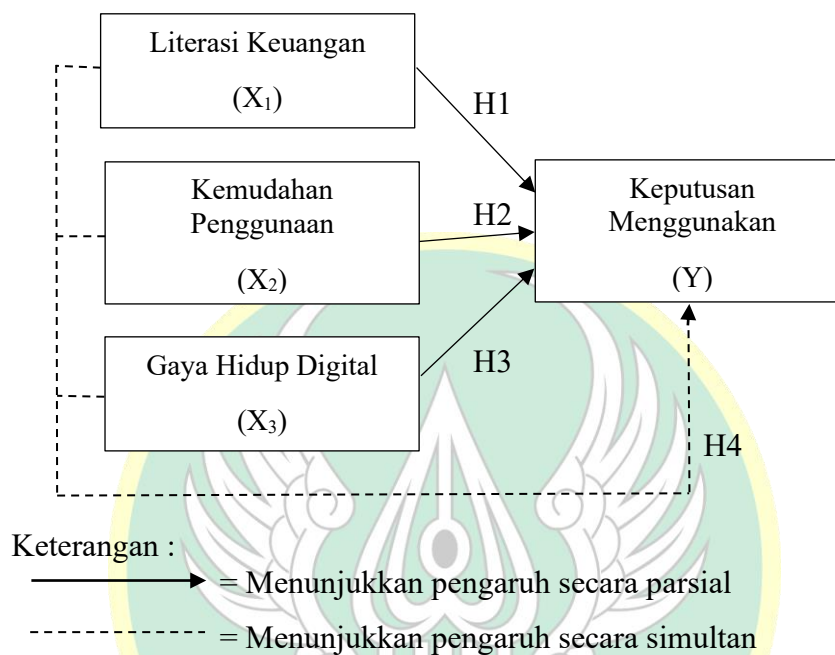 Literasi Keuangan
(X₁)
H1
Kemudahan
Penggunaan
(X₂)
H2
Keputusan
Menggunakan
(Y)
Gaya Hidup Digital
(X₃)
H3
H4
Keterangan :
= Menunjukkan pengaruh secara parsial
= Menunjukkan pengaruh secara simultan